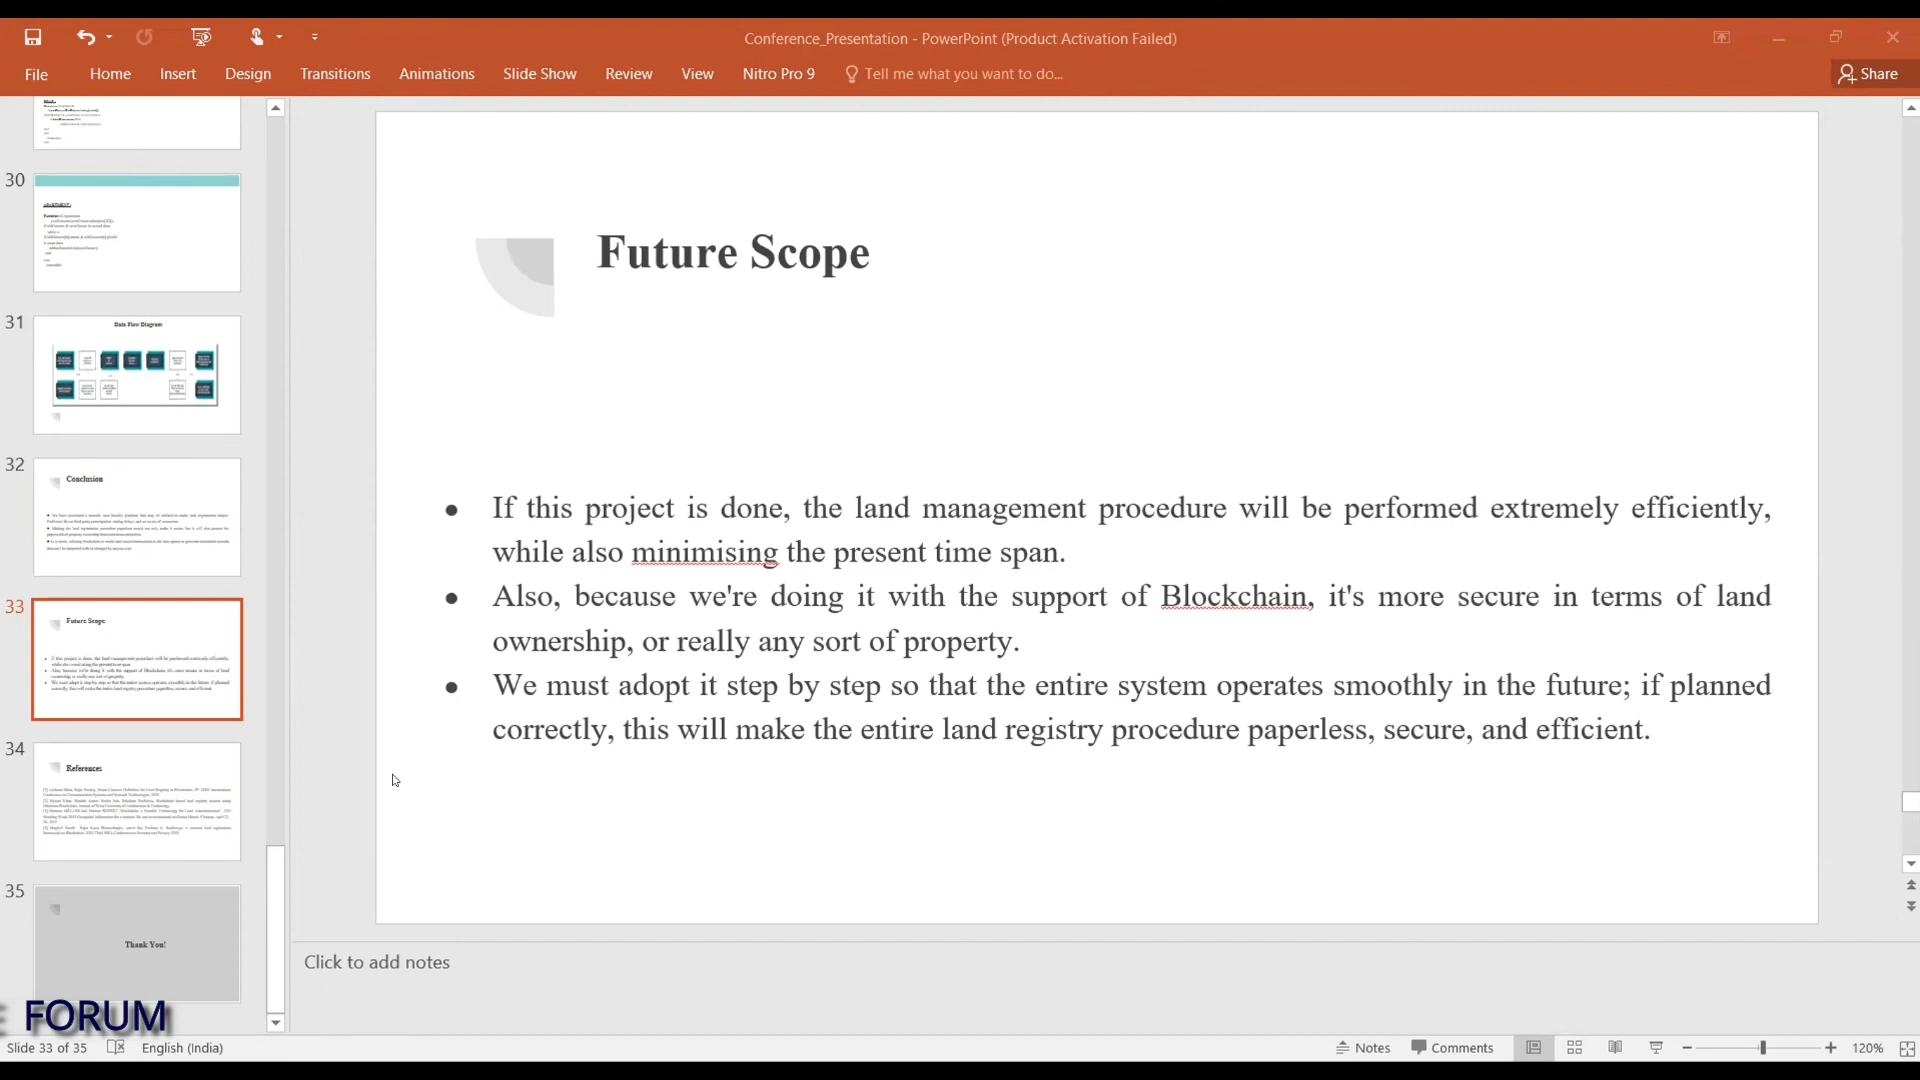 Conference_Presentation - PowerPoint (Product Activation Failed)
File Home Insert Design Transitions Animations Slide Show Review View Nitro Pro 9 Tell me what you want to do... Share
30
31
Data Flow Diagram
32
Conclusion
33
Future Scope
34
References
35
Thank You!
Future Scope
● If this project is done, the land management procedure will be performed extremely efficiently,
while also minimising the present time span.
● Also, because we're doing it with the support of Blockchain, it's more secure in terms of land
ownership, or really any sort of property.
● We must adopt it step by step so that the entire system operates smoothly in the future; if planned
correctly, this will make the entire land registry procedure paperless, secure, and efficient.
Click to add notes
FORUM
Slide 33 of 35 English (India) Notes Comments 120%